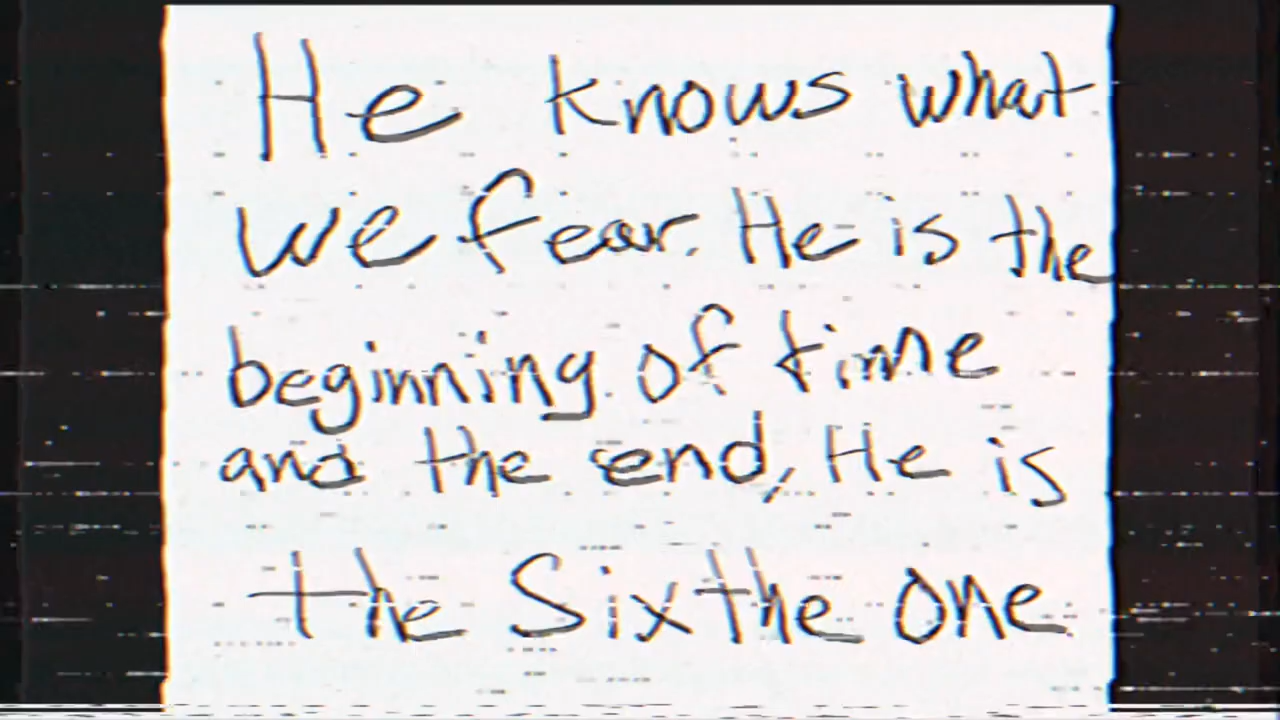 He knows what
we fear. He is the
beginning of time
and the end, He is
the Sixthe one